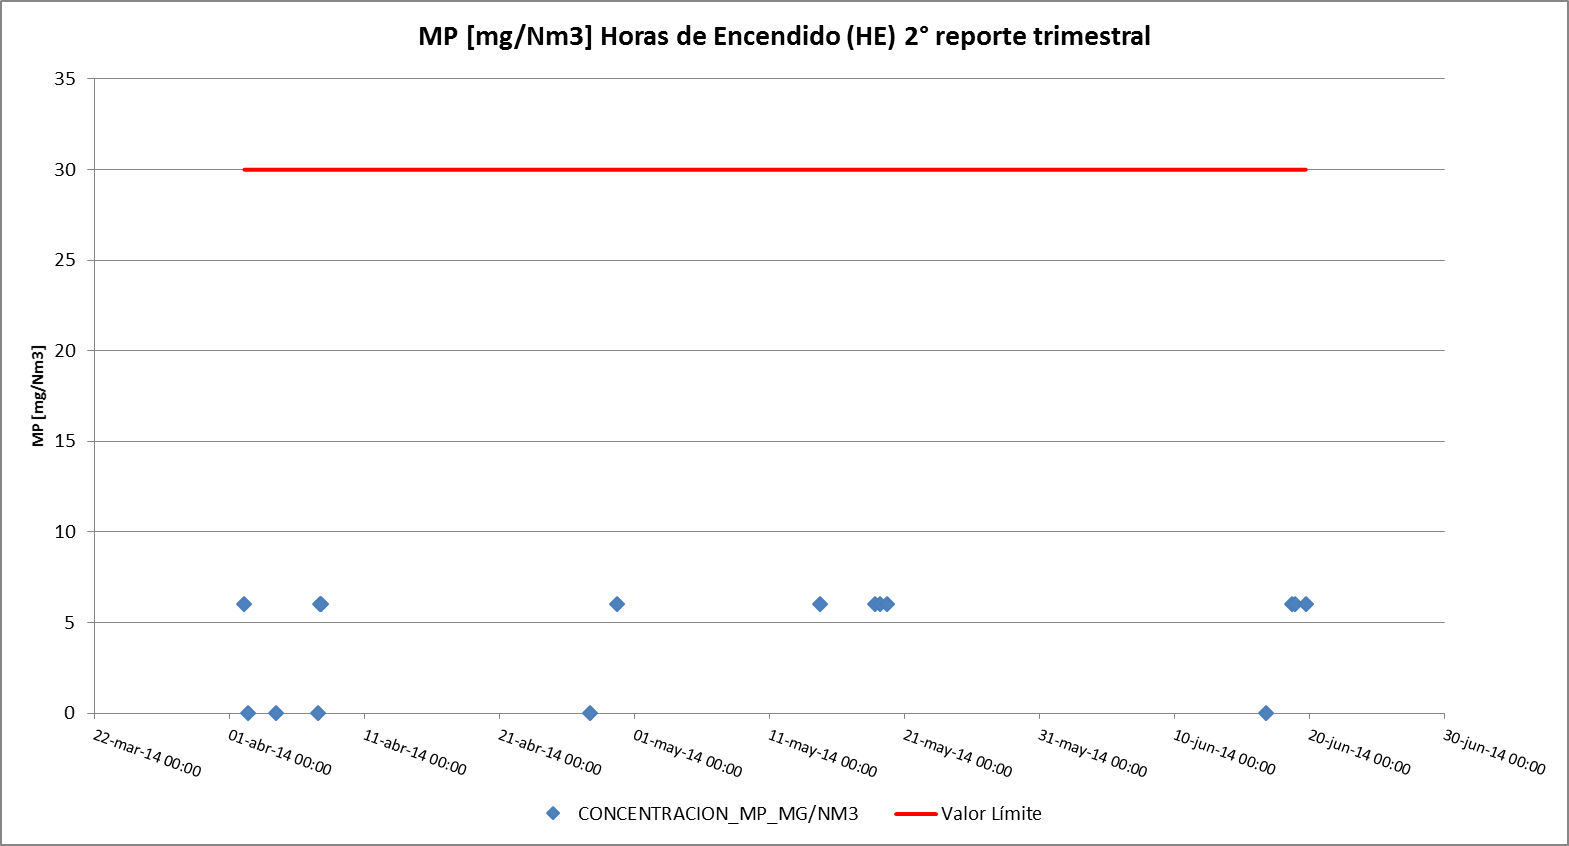 MP [mg/Nm3] Horas de Encendido (HE) 2° reporte trimestral
35
30
25
20
15
10
5
0
MP [mg/Nm3]
22-mar-14 00:00
01-abr-14 00:00
11-abr-14 00:00
21-abr-14 00:00
01-may-14 00:00
11-may-14 00:00
21-may-14 00:00
31-may-14 00:00
10-jun-14 00:00
20-jun-14 00:00
30-jun-14 00:00
CONCENTRACION_MP_MG/NM3
Valor Límite